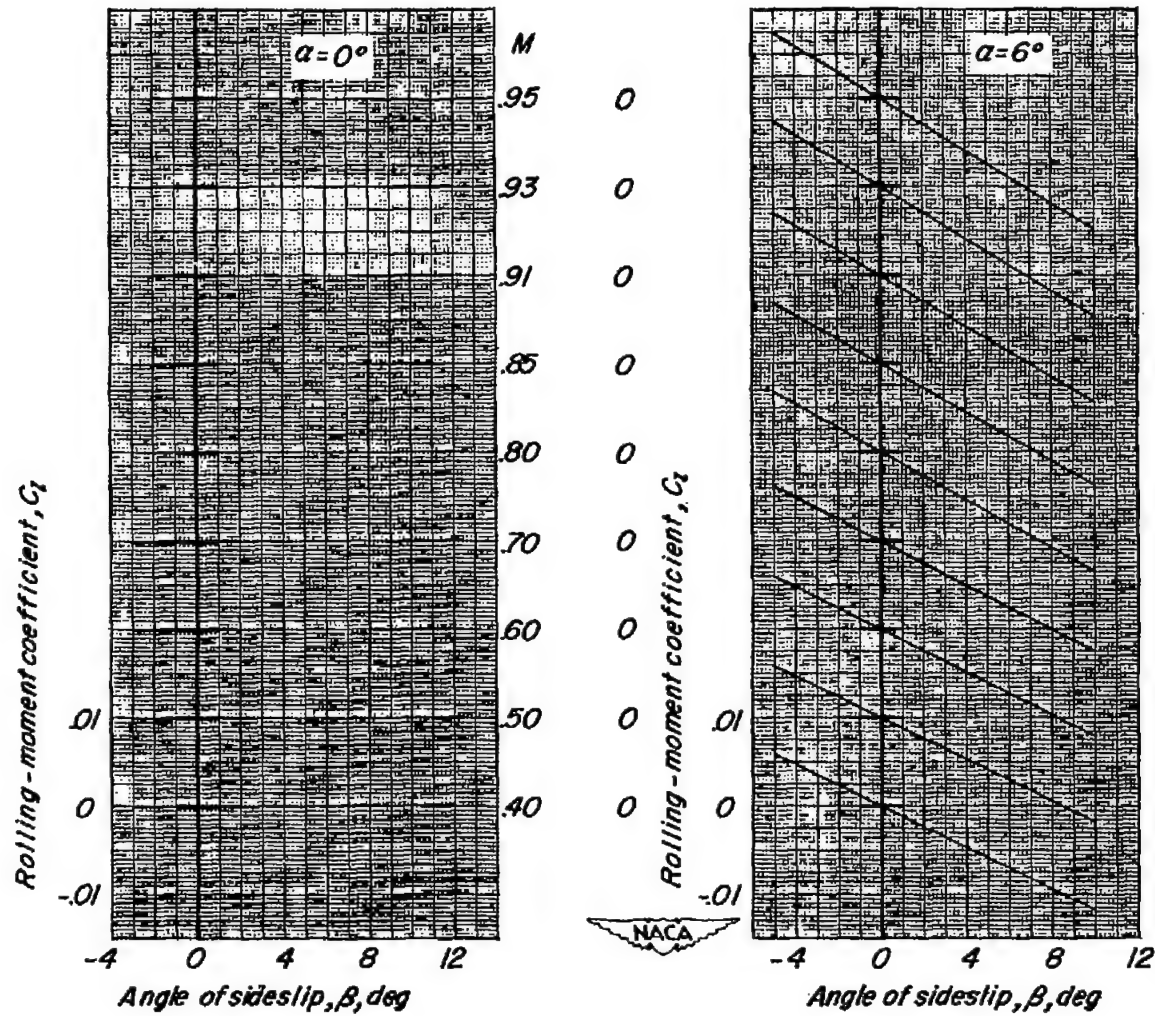 α=0°
M
α=6°
.95 0
.93 0
.91 0
.85 0
.80 0
.70 0
.60 0
.01 .50 0 .01
0 .40 0 0
-.01 -.01
Rolling-moment coefficient, Cl
Rolling-moment coefficient, Cl
NACA
-4 0 4 8 12
-4 0 4 8 12
Angle of sideslip, β, deg
Angle of sideslip, β, deg